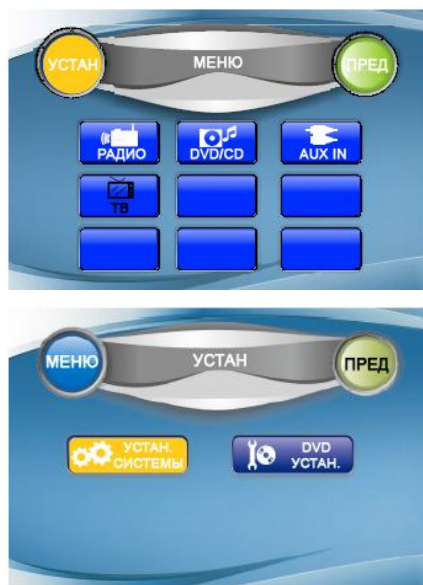 УСТАН
МЕНЮ
ПРЕД
РАДИО
DVD/CD
AUX IN
ТВ
МЕНЮ
УСТАН
ПРЕД
УСТАН.
СИСТЕМЫ
DVD
УСТАН.